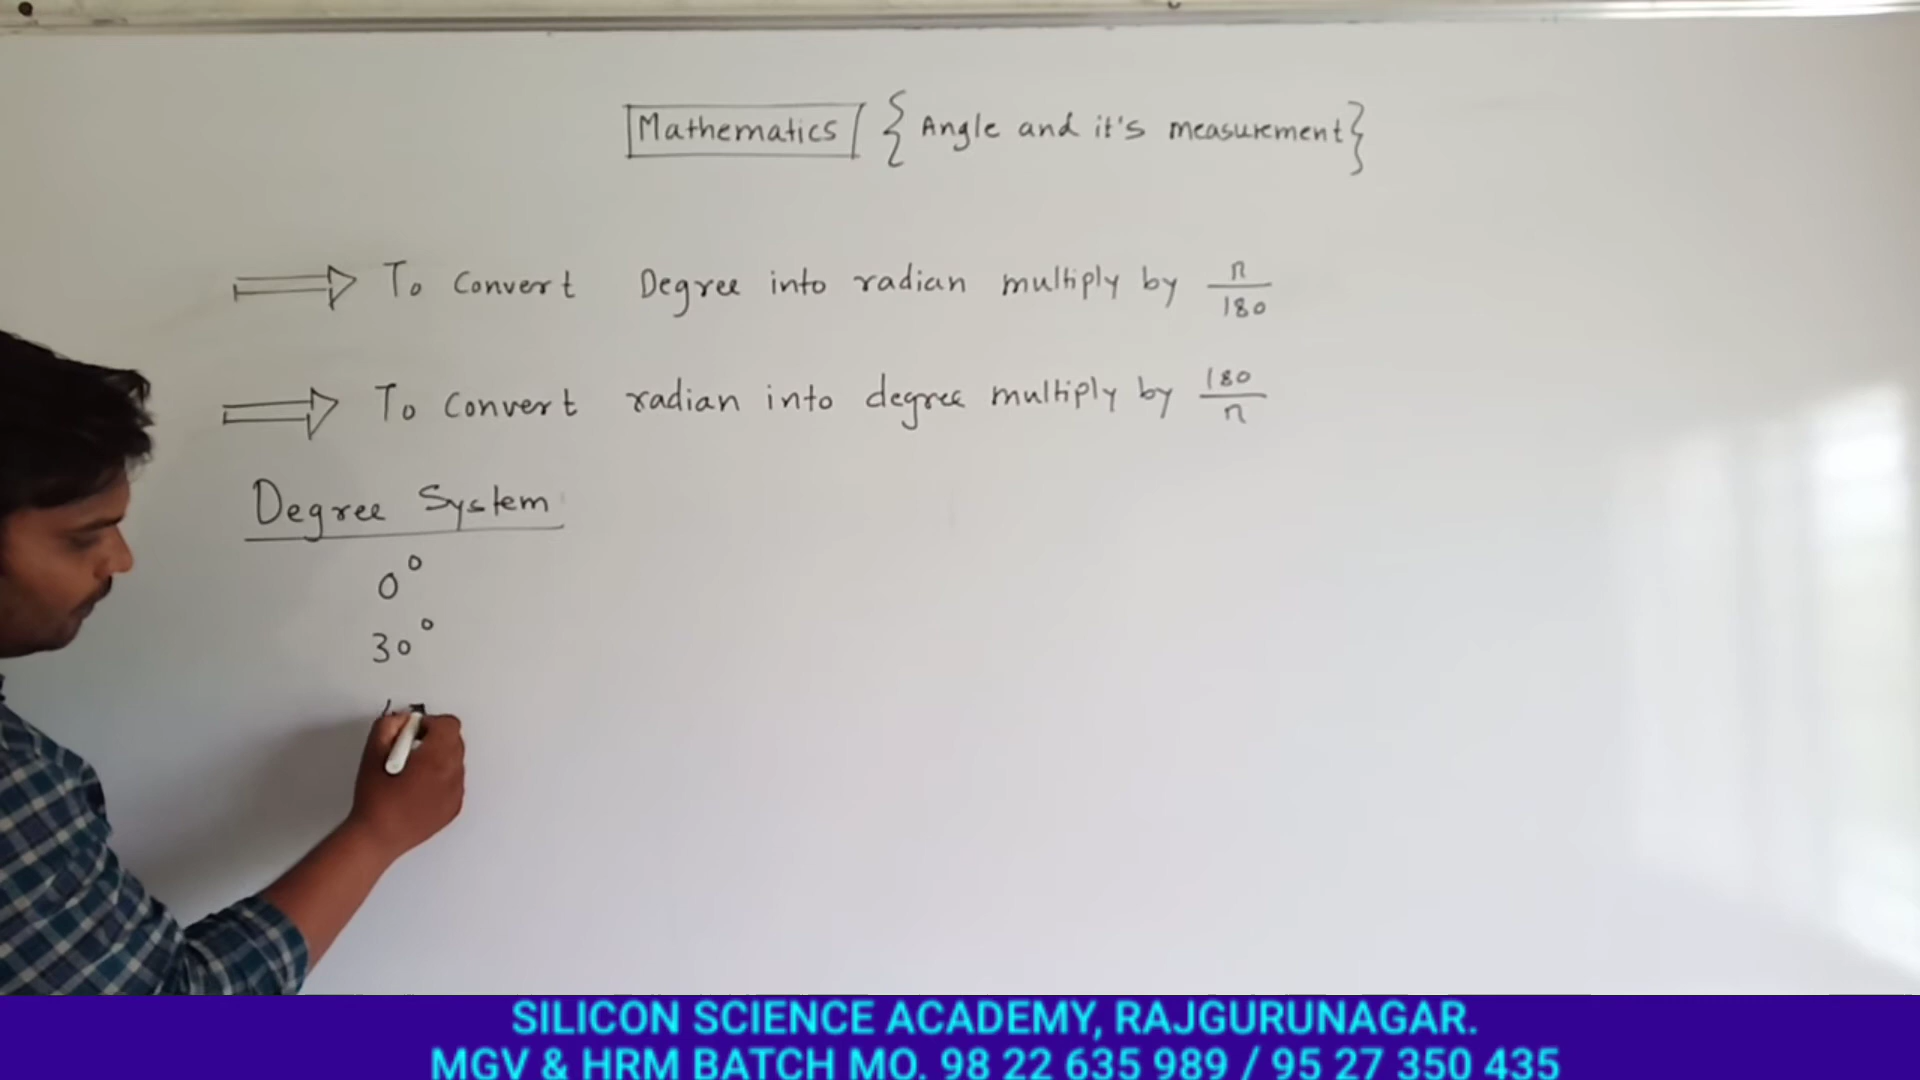 Mathematics { Angle and it's measurement }
⟹ To Convert Degree into radian multiply by π/180
⟹ To Convert radian into degree multiply by 180/π
Degree System
0°
30°
SILICON SCIENCE ACADEMY, RAJGURUNAGAR.
MGV & HRM BATCH MO. 98 22 635 989 / 95 27 350 435